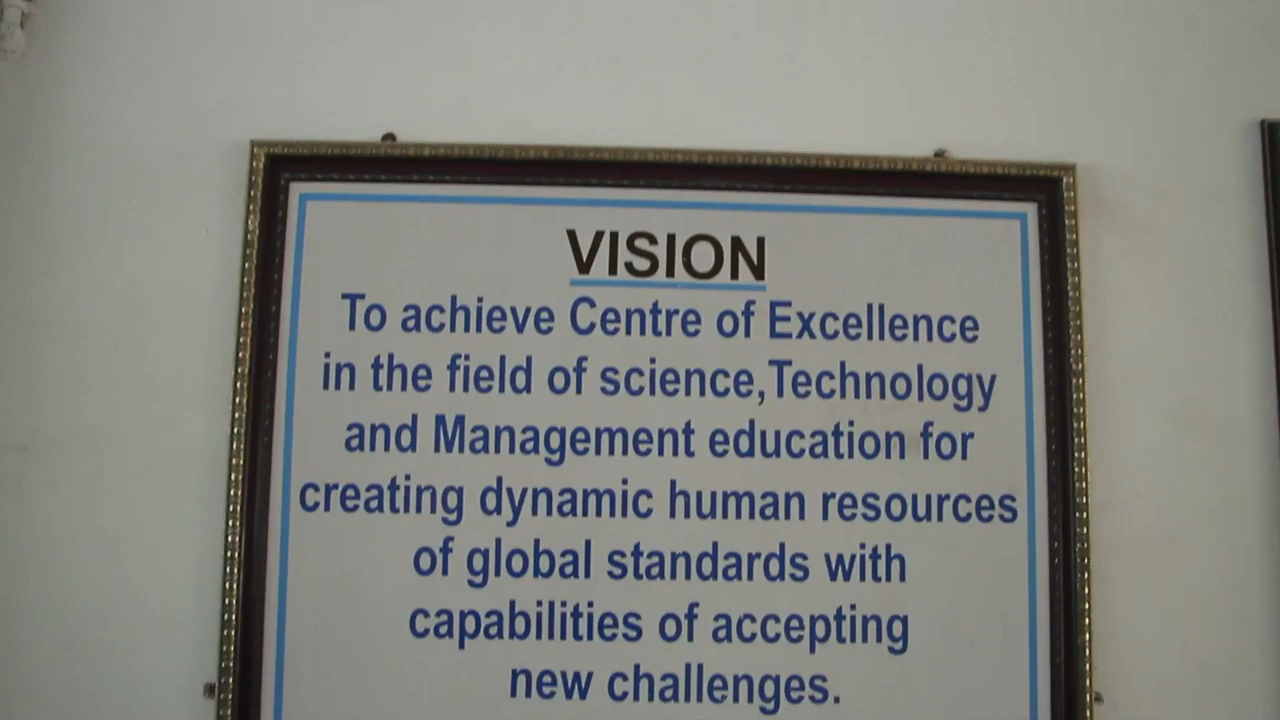 VISION
To achieve Centre of Excellence
in the field of science,Technology
and Management education for
creating dynamic human resources
of global standards with
capabilities of accepting
new challenges.